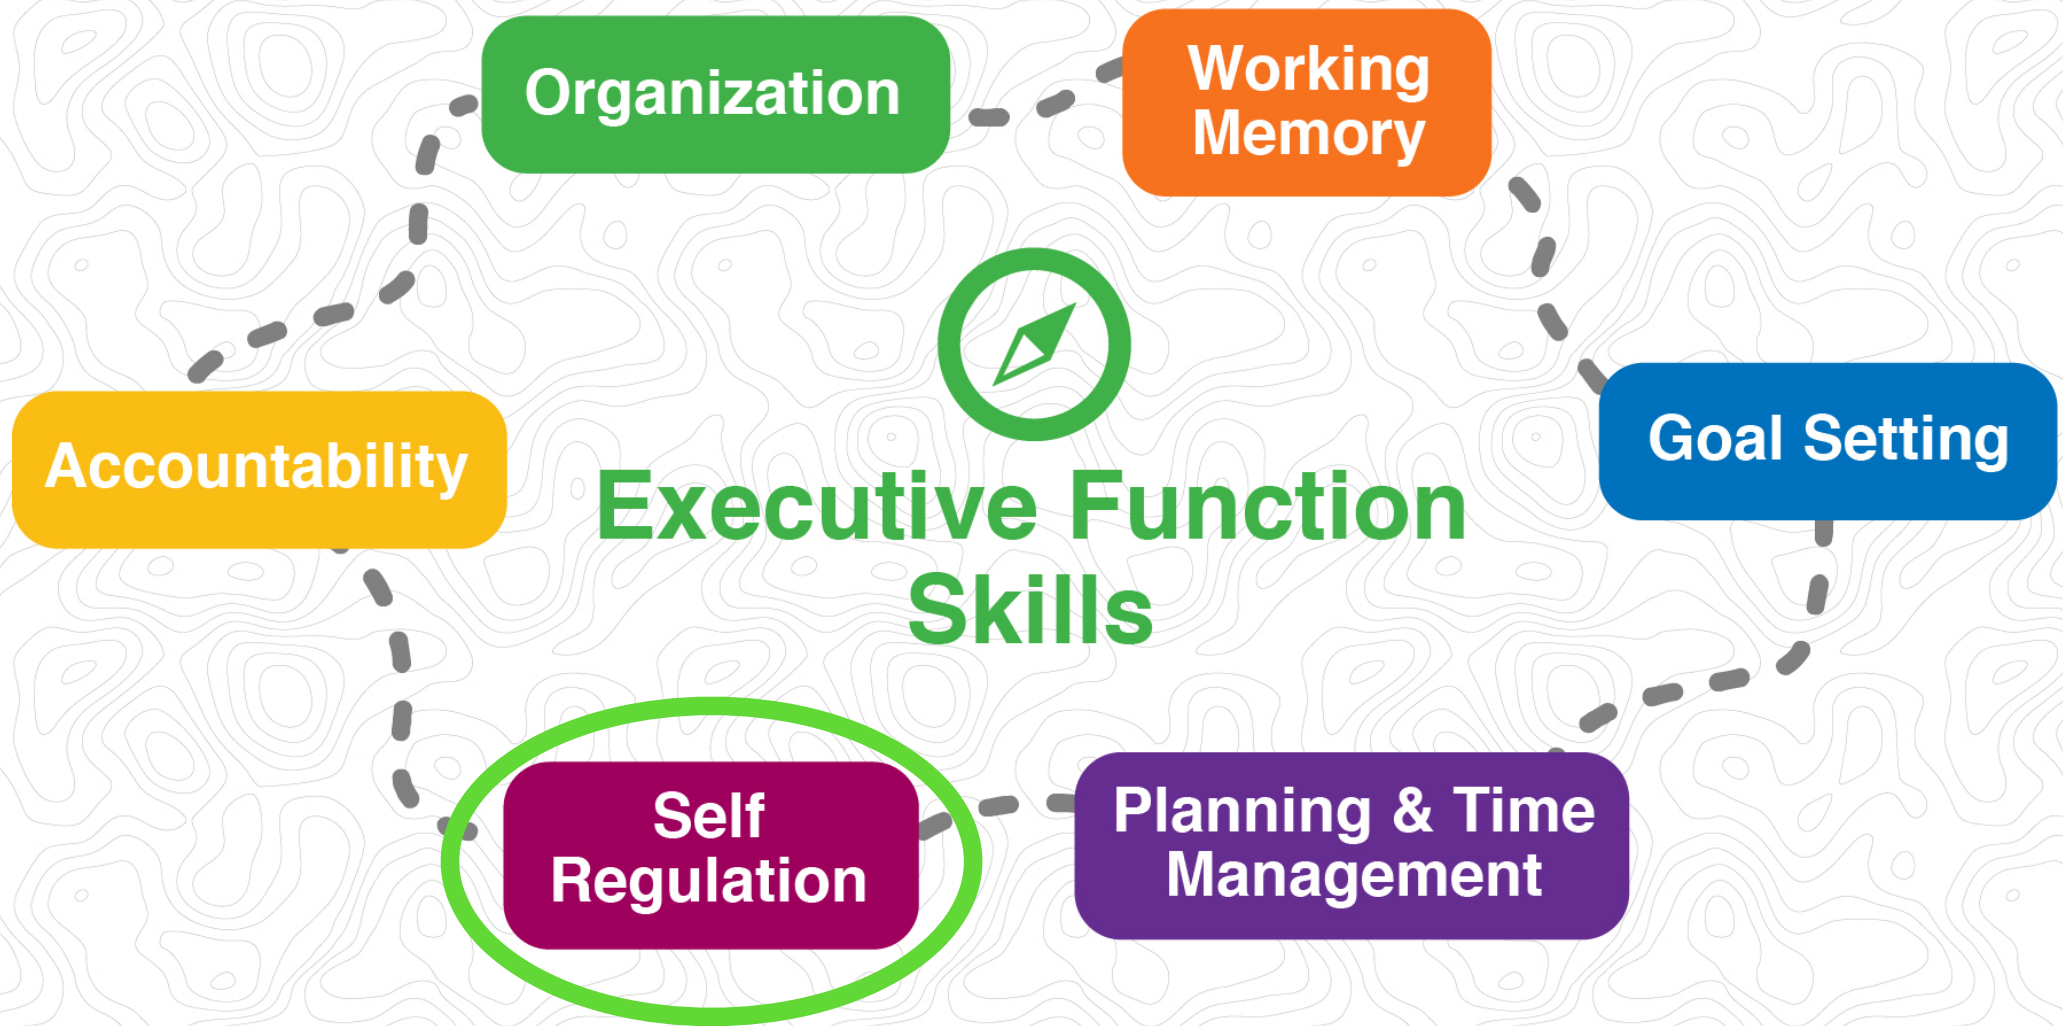 Organization
Working
Memory
Accountability
Goal Setting
Executive Function
Skills
Self
Regulation
Planning & Time
Management